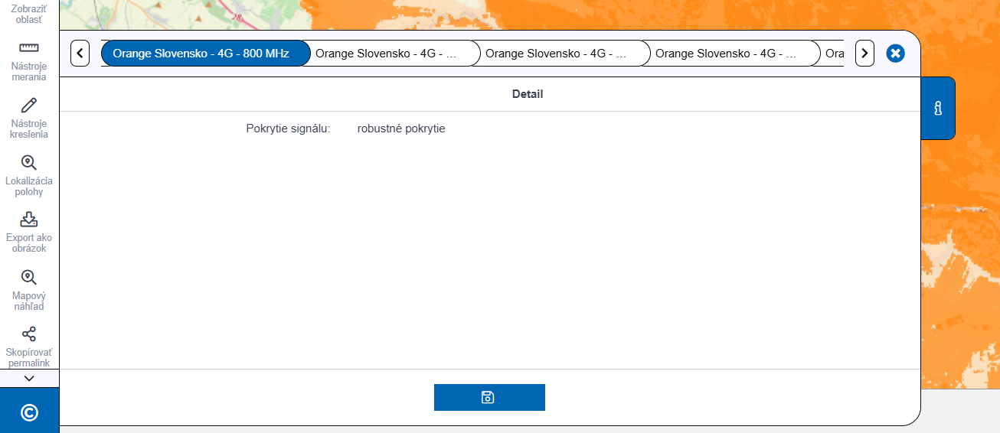 Zobraziť
oblasť
Nástroje
merania
Nástroje
kreslenia
Lokalizácia
polohy
Export ako
obrázok
Mapový
náhľad
Skopírovať
permalink
©
Orange Slovensko - 4G - 800 MHz
Orange Slovensko - 4G - ...
Orange Slovensko - 4G - ...
Orange Slovensko - 4G - ...
Ora
Detail
Pokrytie signálu: robustné pokrytie